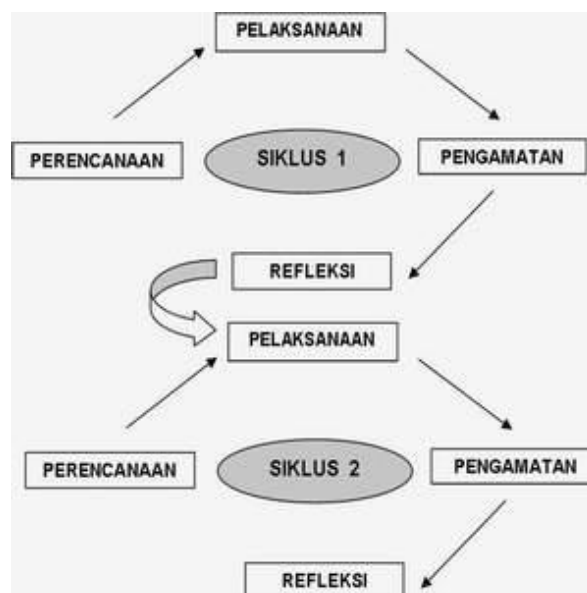 PELAKSANAAN
PERENCANAAN
SIKLUS 1
PENGAMATAN
REFLEKSI
PELAKSANAAN
PERENCANAAN
SIKLUS 2
PENGAMATAN
REFLEKSI